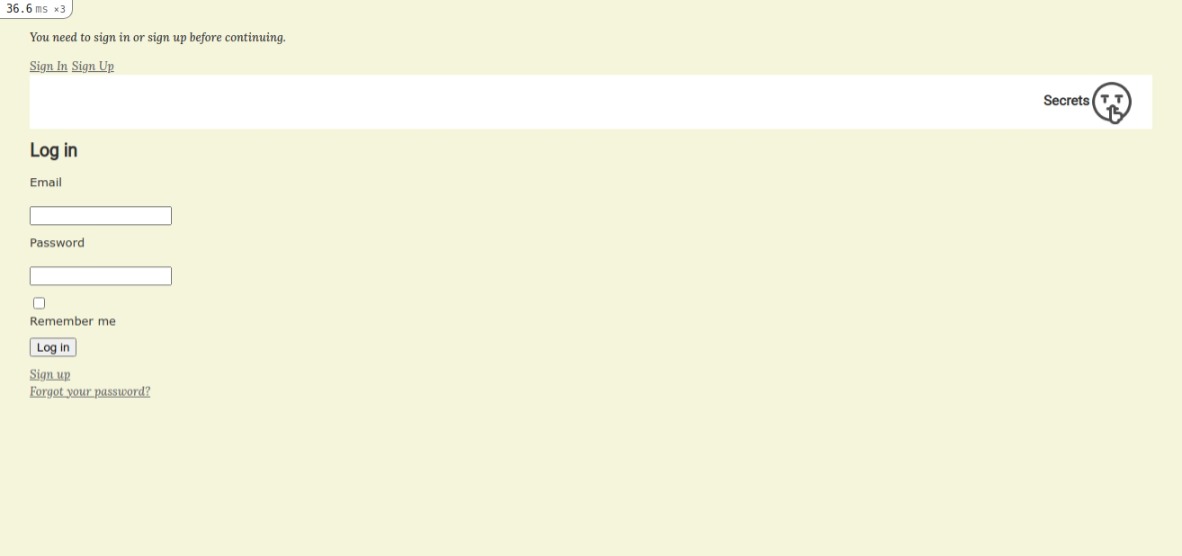 36.6 ms ×3
You need to sign in or sign up before continuing.
Sign In Sign Up
Secrets
Log in
Email
Password
Remember me
Log in
Sign up
Forgot your password?